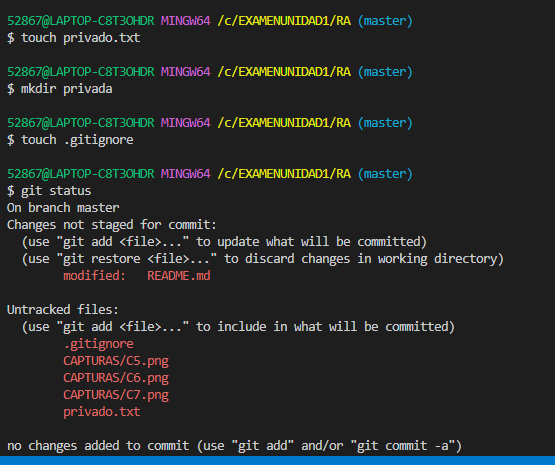 52867@LAPTOP-C8T3OHDR MINGW64 /c/EXAMENUNIDAD1/RA (master)
$ touch privado.txt
52867@LAPTOP-C8T3OHDR MINGW64 /c/EXAMENUNIDAD1/RA (master)
$ mkdir privada
52867@LAPTOP-C8T3OHDR MINGW64 /c/EXAMENUNIDAD1/RA (master)
$ touch .gitignore
52867@LAPTOP-C8T3OHDR MINGW64 /c/EXAMENUNIDAD1/RA (master)
$ git status
On branch master
Changes not staged for commit:
  (use "git add <file>..." to update what will be committed)
  (use "git restore <file>..." to discard changes in working directory)
        modified:   README.md
Untracked files:
  (use "git add <file>..." to include in what will be committed)
        .gitignore
        CAPTURAS/C5.png
        CAPTURAS/C6.png
        CAPTURAS/C7.png
        privado.txt
no changes added to commit (use "git add" and/or "git commit -a")